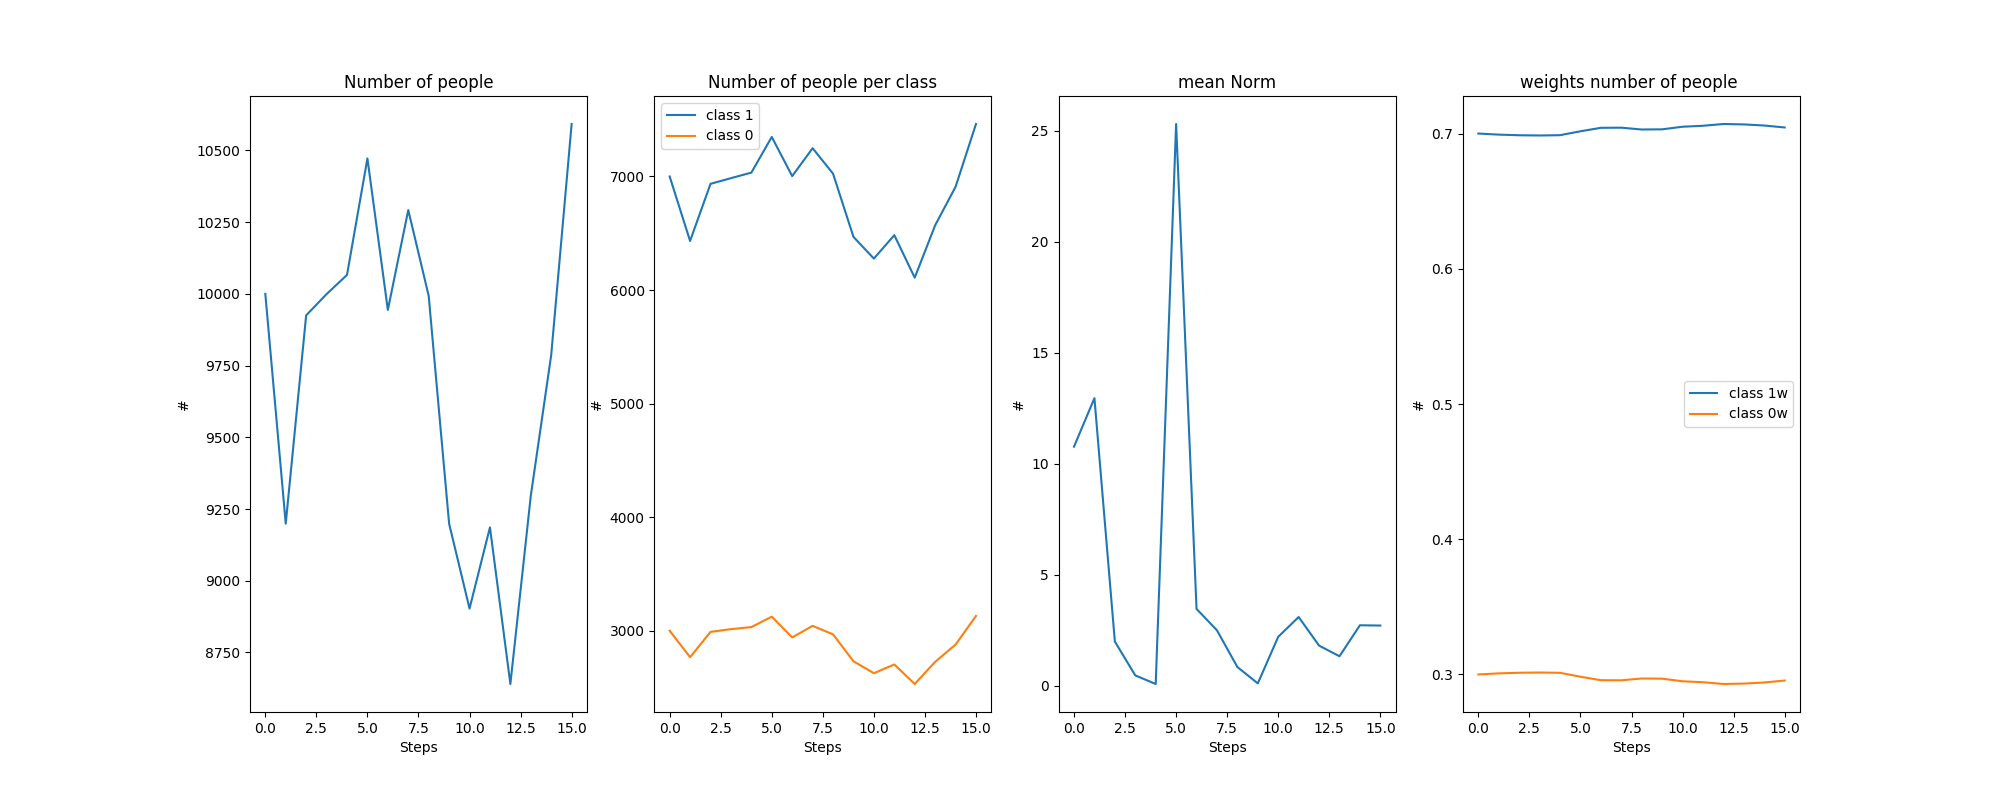 Number of people
10500
10250
10000
9750
9500
9250
9000
8750
#
0.0 2.5 5.0 7.5 10.0 12.5 15.0
Steps
Number of people per class
class 1
class 0
7000
6000
5000
4000
3000
#
0.0 2.5 5.0 7.5 10.0 12.5 15.0
Steps
mean Norm
25
20
15
10
5
0
#
0.0 2.5 5.0 7.5 10.0 12.5 15.0
Steps
weights number of people
0.7
0.6
0.5
0.4
0.3
#
class 1w
class 0w
0.0 2.5 5.0 7.5 10.0 12.5 15.0
Steps